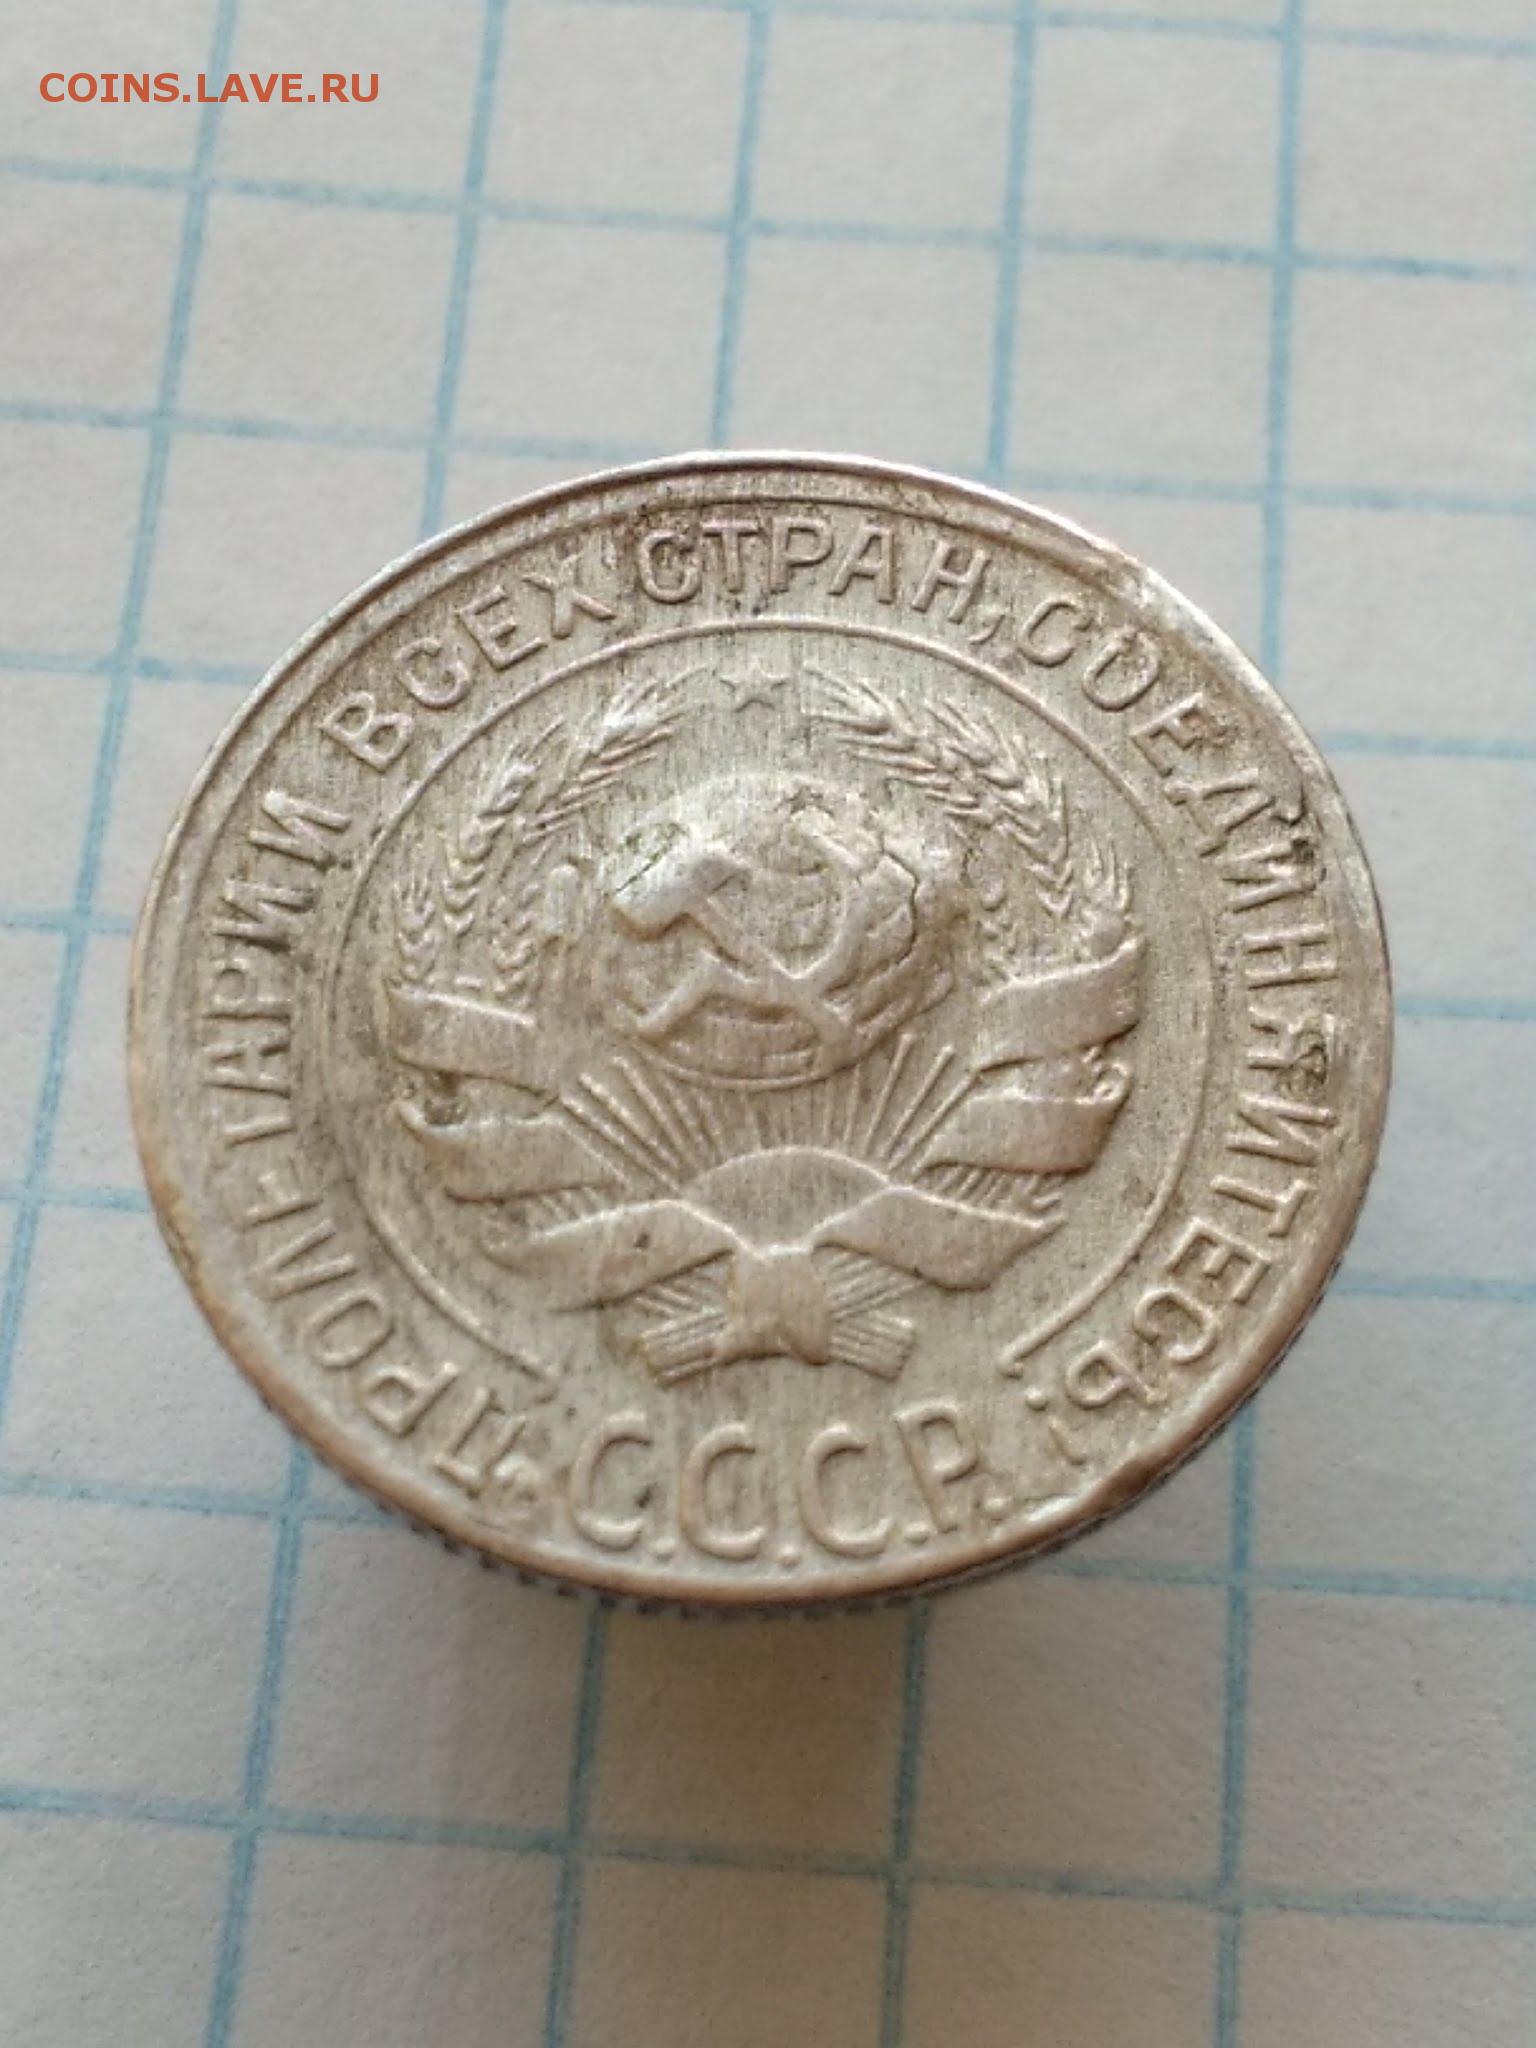 COINS.LAVE.RU
ПРОЛЕТАРИИ ВСЕХ СТРАН, СОЕДИНЯЙТЕСЬ!
С.С.С.Р.